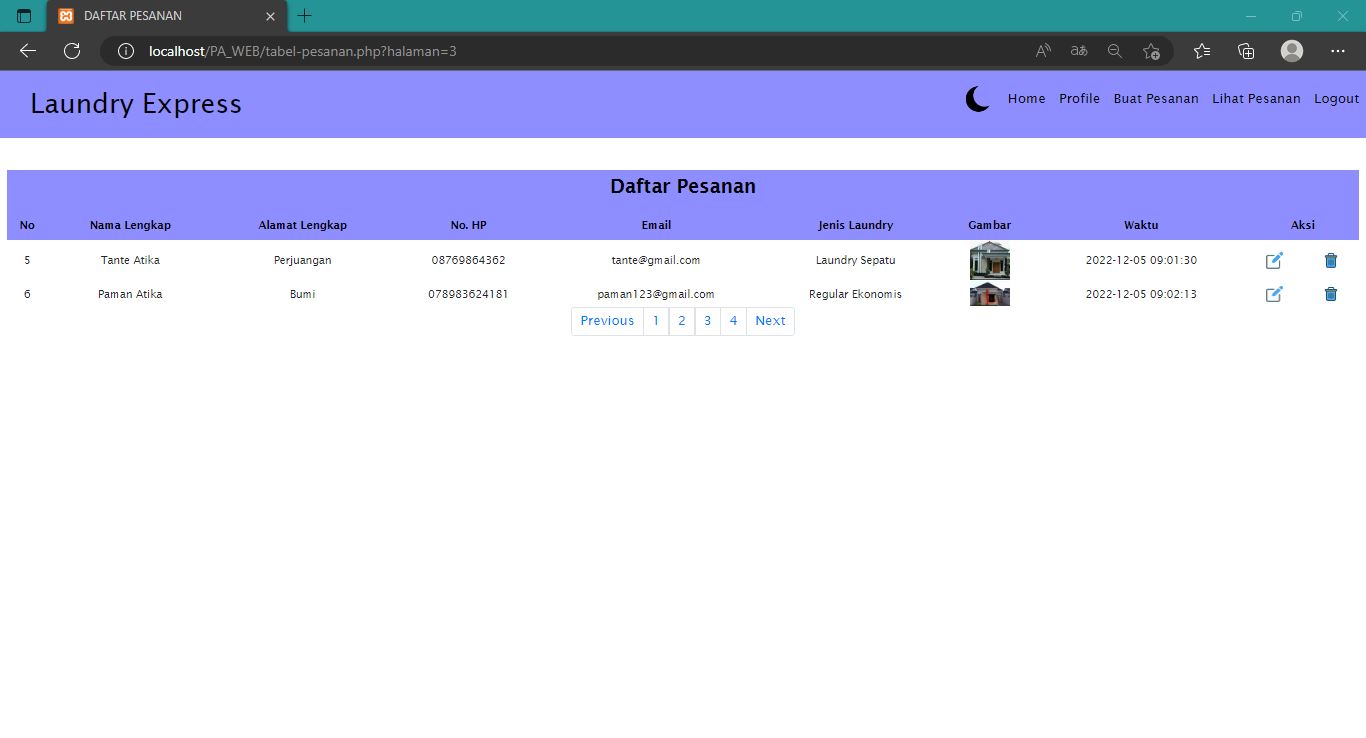 DAFTAR PESANAN
localhost/PA_WEB/tabel-pesanan.php?halaman=3
Laundry Express
Home Profile Buat Pesanan Lihat Pesanan Logout
Daftar Pesanan
No Nama Lengkap Alamat Lengkap No. HP Email Jenis Laundry Gambar Waktu Aksi
5 Tante Atika Perjuangan 08769864362 tante@gmail.com Laundry Sepatu 2022-12-05 09:01:30
6 Paman Atika Bumi 078983624181 paman123@gmail.com Regular Ekonomis 2022-12-05 09:02:13
Previous 1 2 3 4 Next